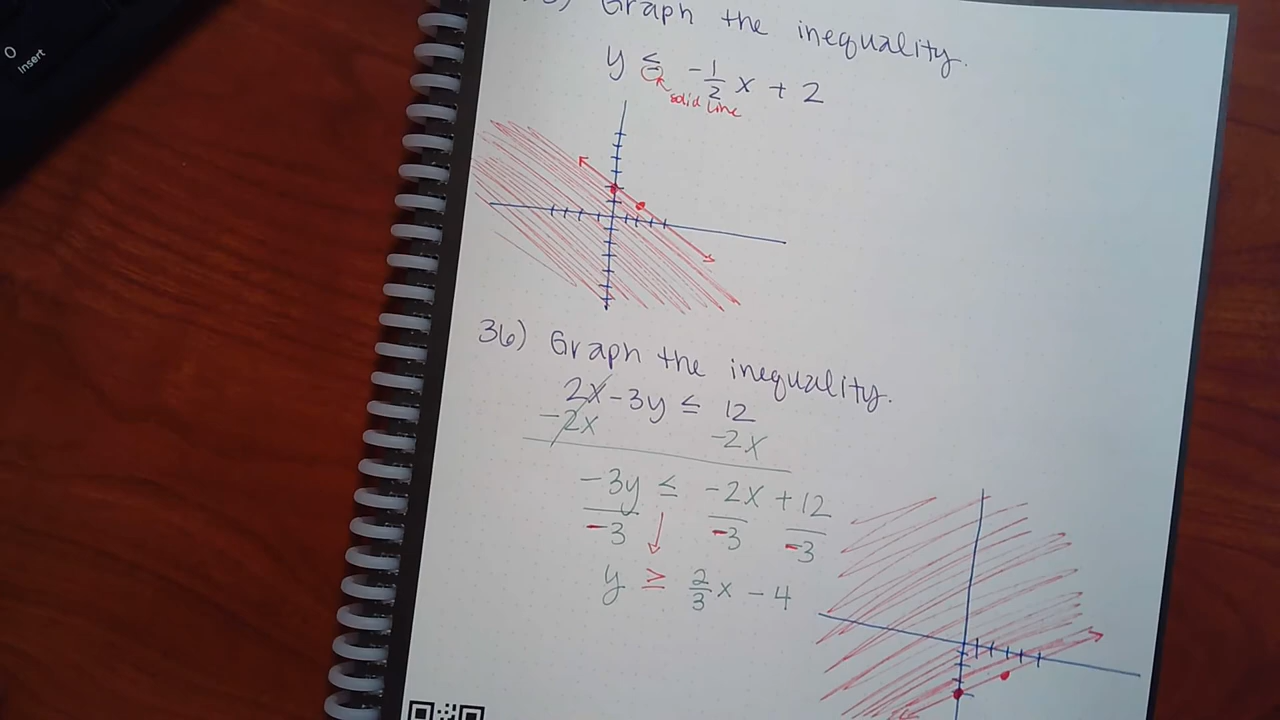 Insert
Graph the inequality.
y ≤ -1/2 x + 2
solid line
36) Graph the inequality.
2x - 3y ≤ 12
-2x -2x
-3y ≤ -2x + 12
-3 -3 -3
y ≥ 2/3 x - 4